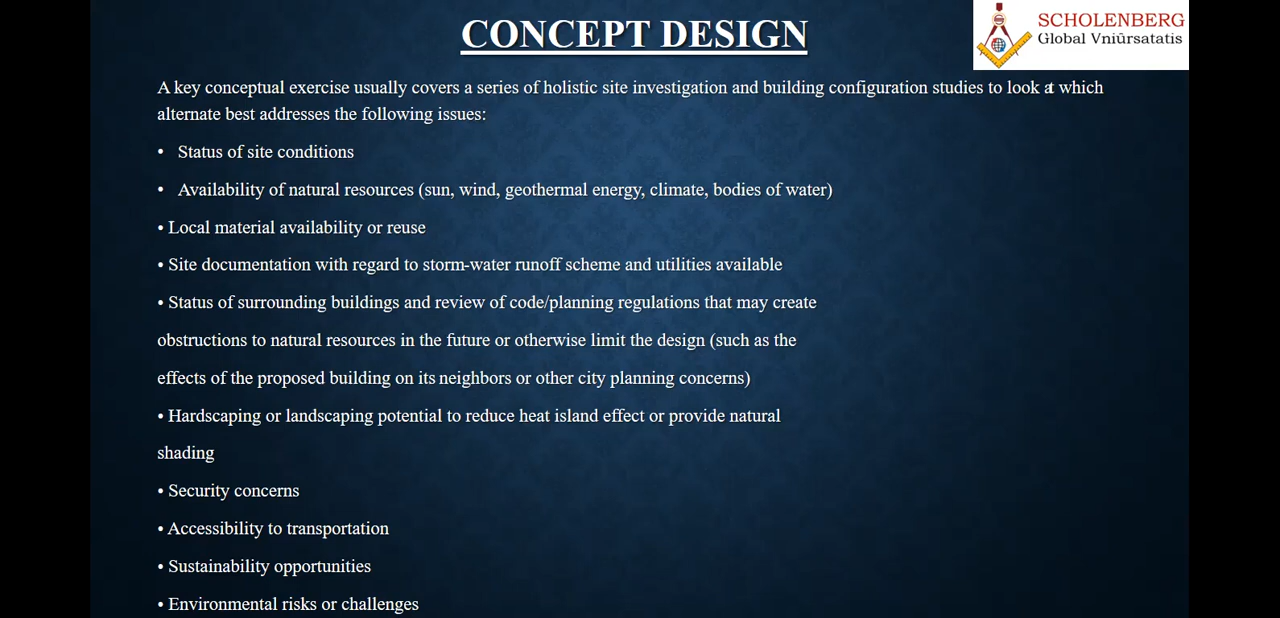 CONCEPT DESIGN
SCHOLENBERG
Global Vniûrsatatis
A key conceptual exercise usually covers a series of holistic site investigation and building configuration studies to look at which
alternate best addresses the following issues:
• Status of site conditions
• Availability of natural resources (sun, wind, geothermal energy, climate, bodies of water)
• Local material availability or reuse
• Site documentation with regard to storm-water runoff scheme and utilities available
• Status of surrounding buildings and review of code/planning regulations that may create
obstructions to natural resources in the future or otherwise limit the design (such as the
effects of the proposed building on its neighbors or other city planning concerns)
• Hardscaping or landscaping potential to reduce heat island effect or provide natural
shading
• Security concerns
• Accessibility to transportation
• Sustainability opportunities
• Environmental risks or challenges